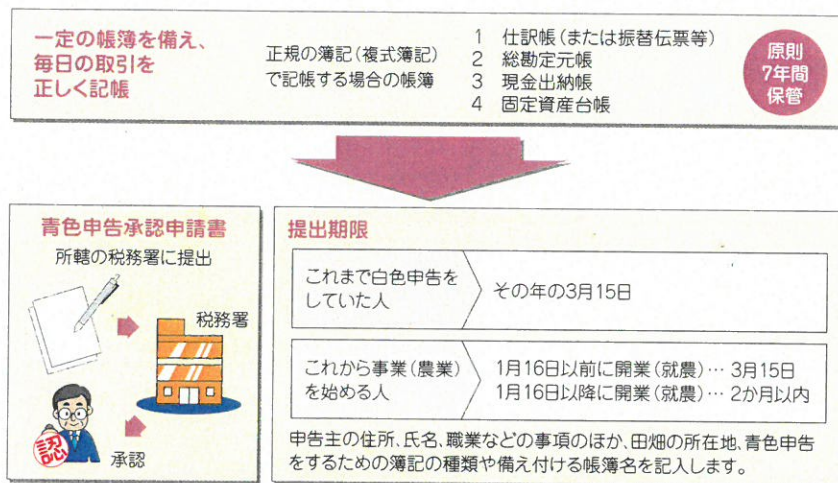 一定の帳簿を備え、
毎日の取引を
正しく記帳
正規の簿記(複式簿記)
で記帳する場合の帳簿
1 仕訳帳(または振替伝票等)
2 総勘定元帳
3 現金出納帳
4 固定資産台帳
原則
7年間
保管
青色申告承認申請書
所轄の税務署に提出
税務署
認
承認
提出期限
これまで白色申告を
していた人
その年の3月15日
これから事業(農業)
を始める人
1月16日以前に開業(就農)… 3月15日
1月16日以降に開業(就農)… 2か月以内
申告主の住所、氏名、職業などの事項のほか、田畑の所在地、青色申告
をするための簿記の種類や備え付ける帳簿名を記入します。